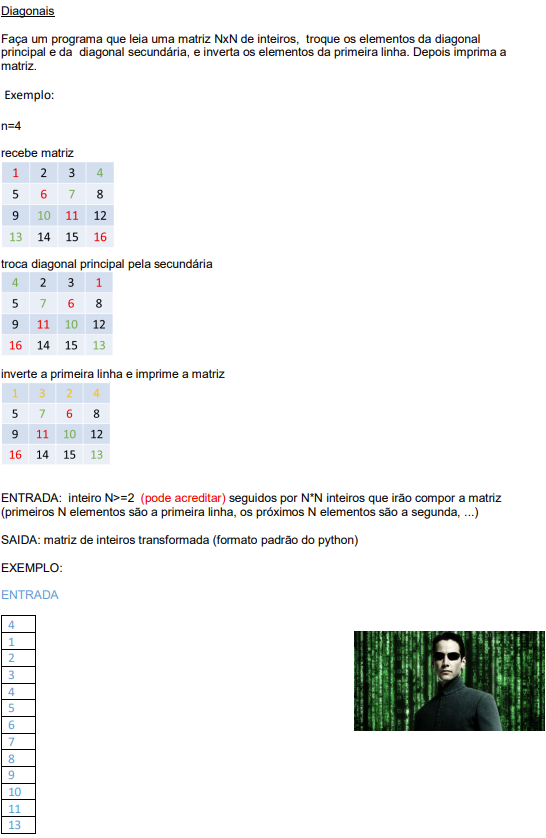 Diagonais
Faça um programa que leia uma matriz NxN de inteiros, troque os elementos da diagonal
principal e da diagonal secundária, e inverta os elementos da primeira linha. Depois imprima a
matriz.
Exemplo:
n=4
recebe matriz
1 2 3 4
5 6 7 8
9 10 11 12
13 14 15 16
troca diagonal principal pela secundária
4 2 3 1
5 7 6 8
9 11 10 12
16 14 15 13
inverte a primeira linha e imprime a matriz
1 3 2 4
5 7 6 8
9 11 10 12
16 14 15 13
ENTRADA: inteiro N>=2 (pode acreditar) seguidos por N*N inteiros que irão compor a matriz
(primeiros N elementos são a primeira linha, os próximos N elementos são a segunda, ...)
SAIDA: matriz de inteiros transformada (formato padrão do python)
EXEMPLO:
ENTRADA
4
1
2
3
4
5
6
7
8
9
10
11
13